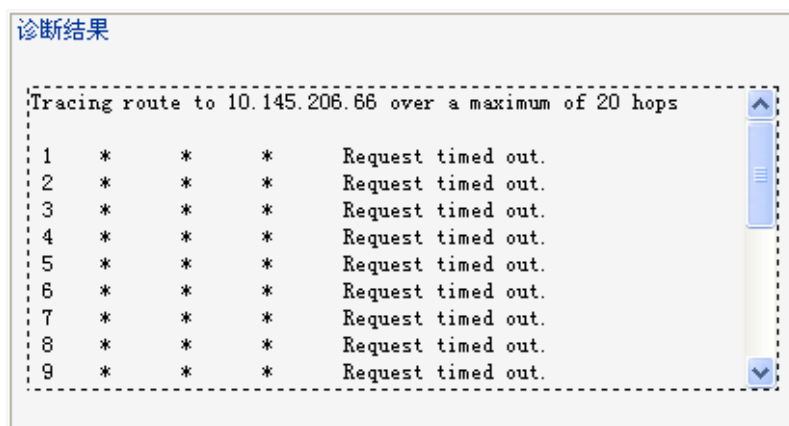 诊断结果
Tracing route to 10.145.206.66 over a maximum of 20 hops
1 * * * Request timed out.
2 * * * Request timed out.
3 * * * Request timed out.
4 * * * Request timed out.
5 * * * Request timed out.
6 * * * Request timed out.
7 * * * Request timed out.
8 * * * Request timed out.
9 * * * Request timed out.